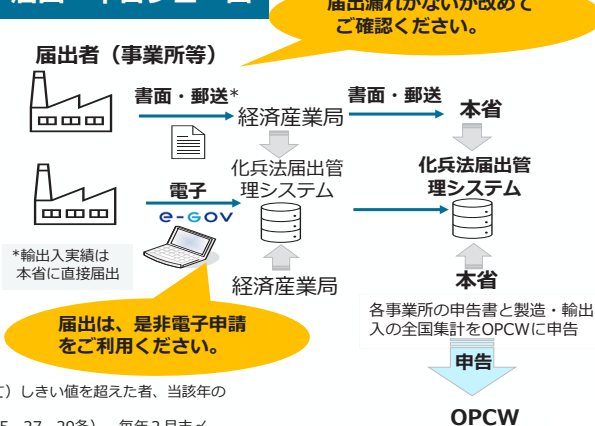 届出漏れがないか改めて
ご確認ください。
届出者（事業所等）
書面・郵送*
経済産業局
書面・郵送
本省
化兵法届出管
理システム
化兵法届出管
理システム
電子
e-GOV
*輸出入実績は
本省に直接届出
経済産業局
本省
届出は、是非電子申請
をご利用ください。
各事業所の申告書と製造・輸出
入の全国集計をOPCWに申告
申告
）しきい値を超えた者、当該年の
OPCW